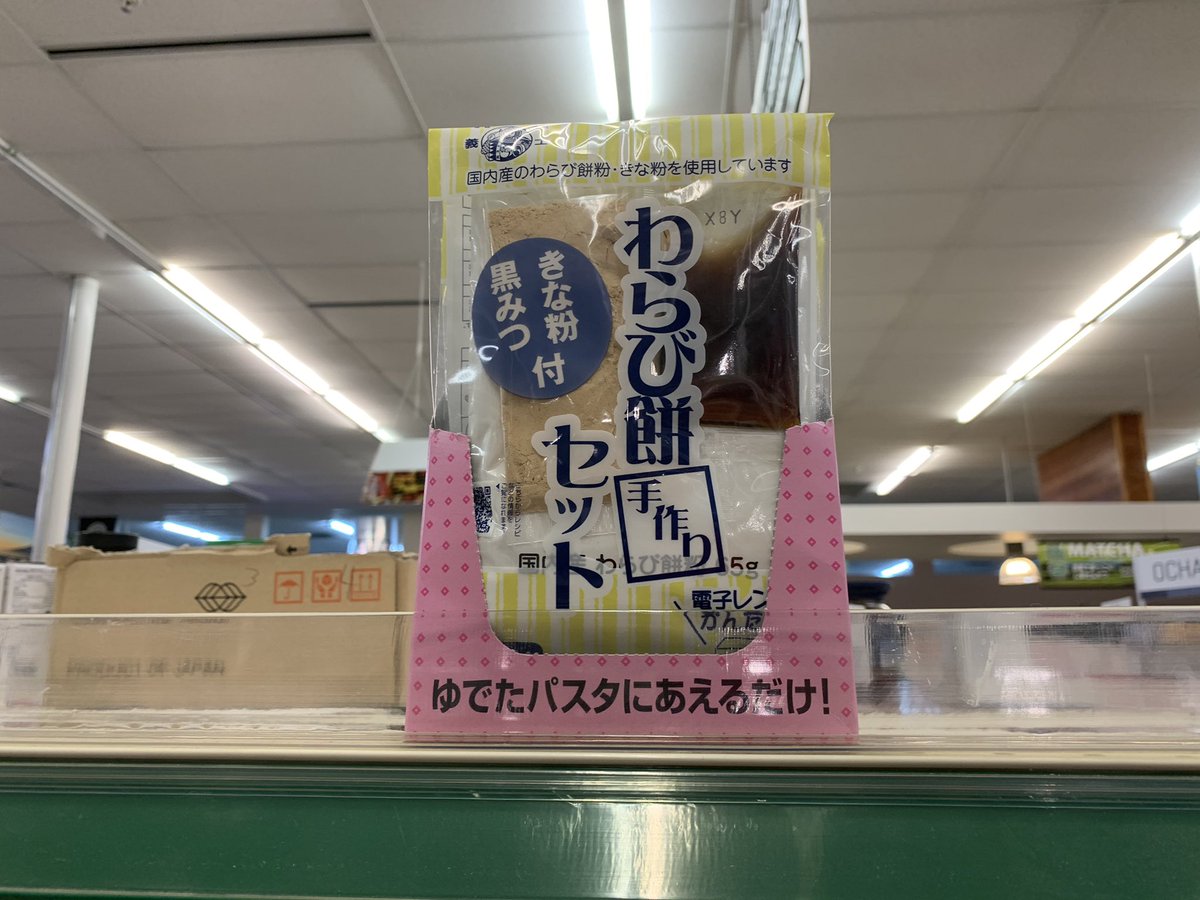 国内産のわらび餅粉・きな粉を使用しています
X8Y
わらび餅
手作り
セット
きな粉
黒みつ
付
電子レン
ゆでたパスタにあえるだけ!
MATCHA
OCHA